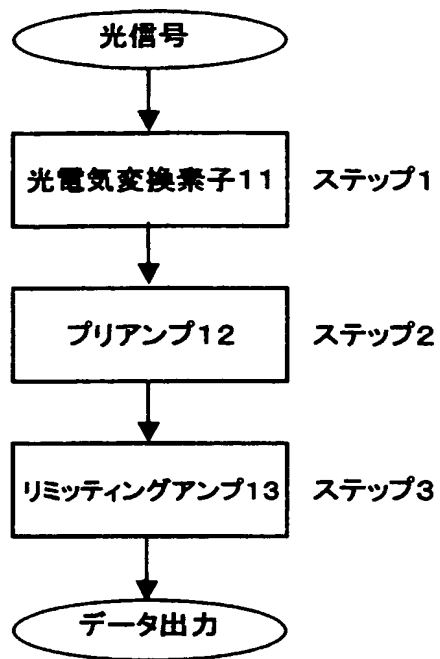 光信号
光電気変換素子11 ステップ1
プリアンプ12 ステップ2
リミッティングアンプ13 ステップ3
データ出力